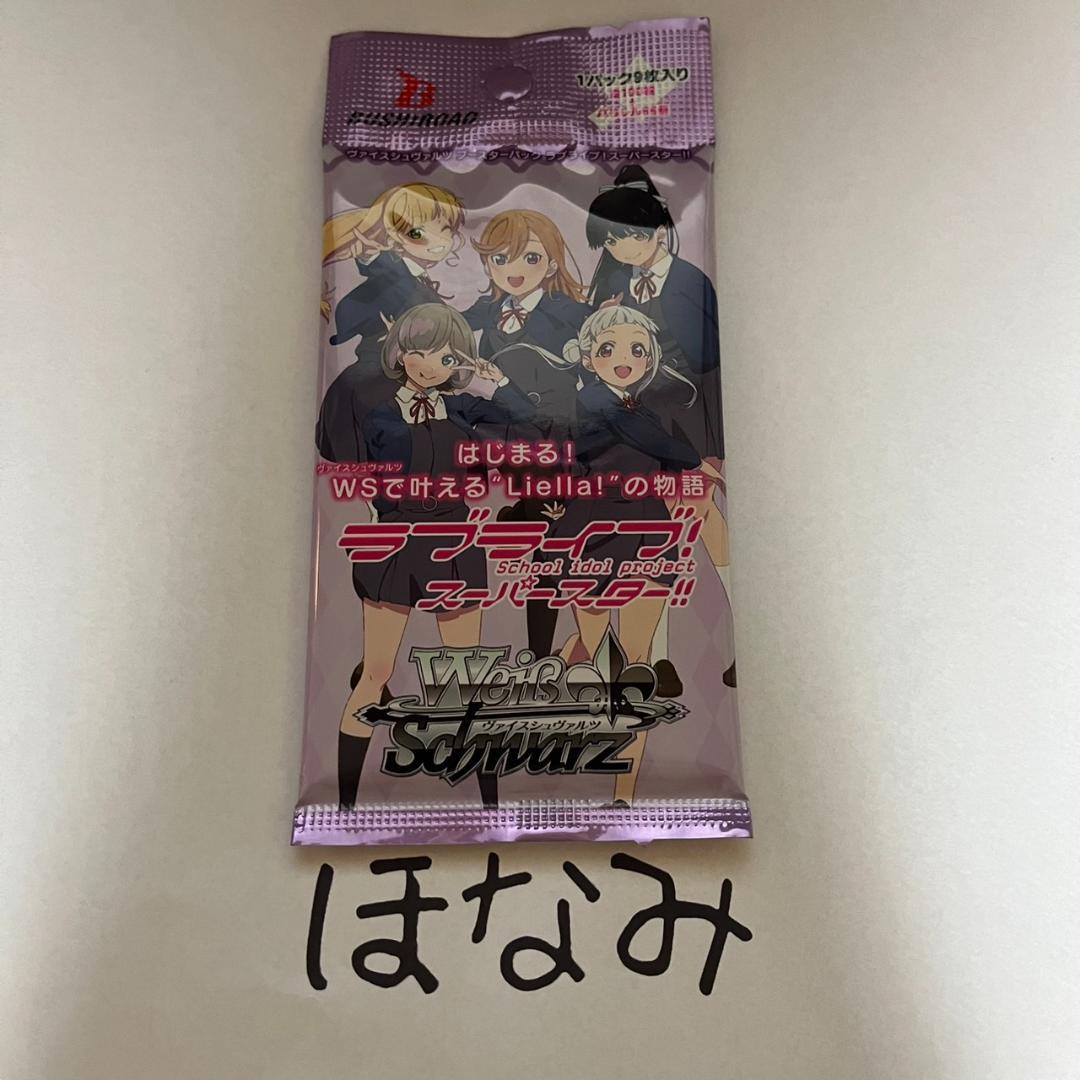 BUSHIROAD
1パック9枚入り
ヴァイスシュヴァルツ ブースターパック ラブライブ!スーパースター!!
はじまる!
ヴァイスシュヴァルツ
WSで叶える"Liella!"の物語
ラブライブ!
School idol project
スーパースター!!
Weiß
ヴァイスシュヴァルツ
Schwarz
ほなみ